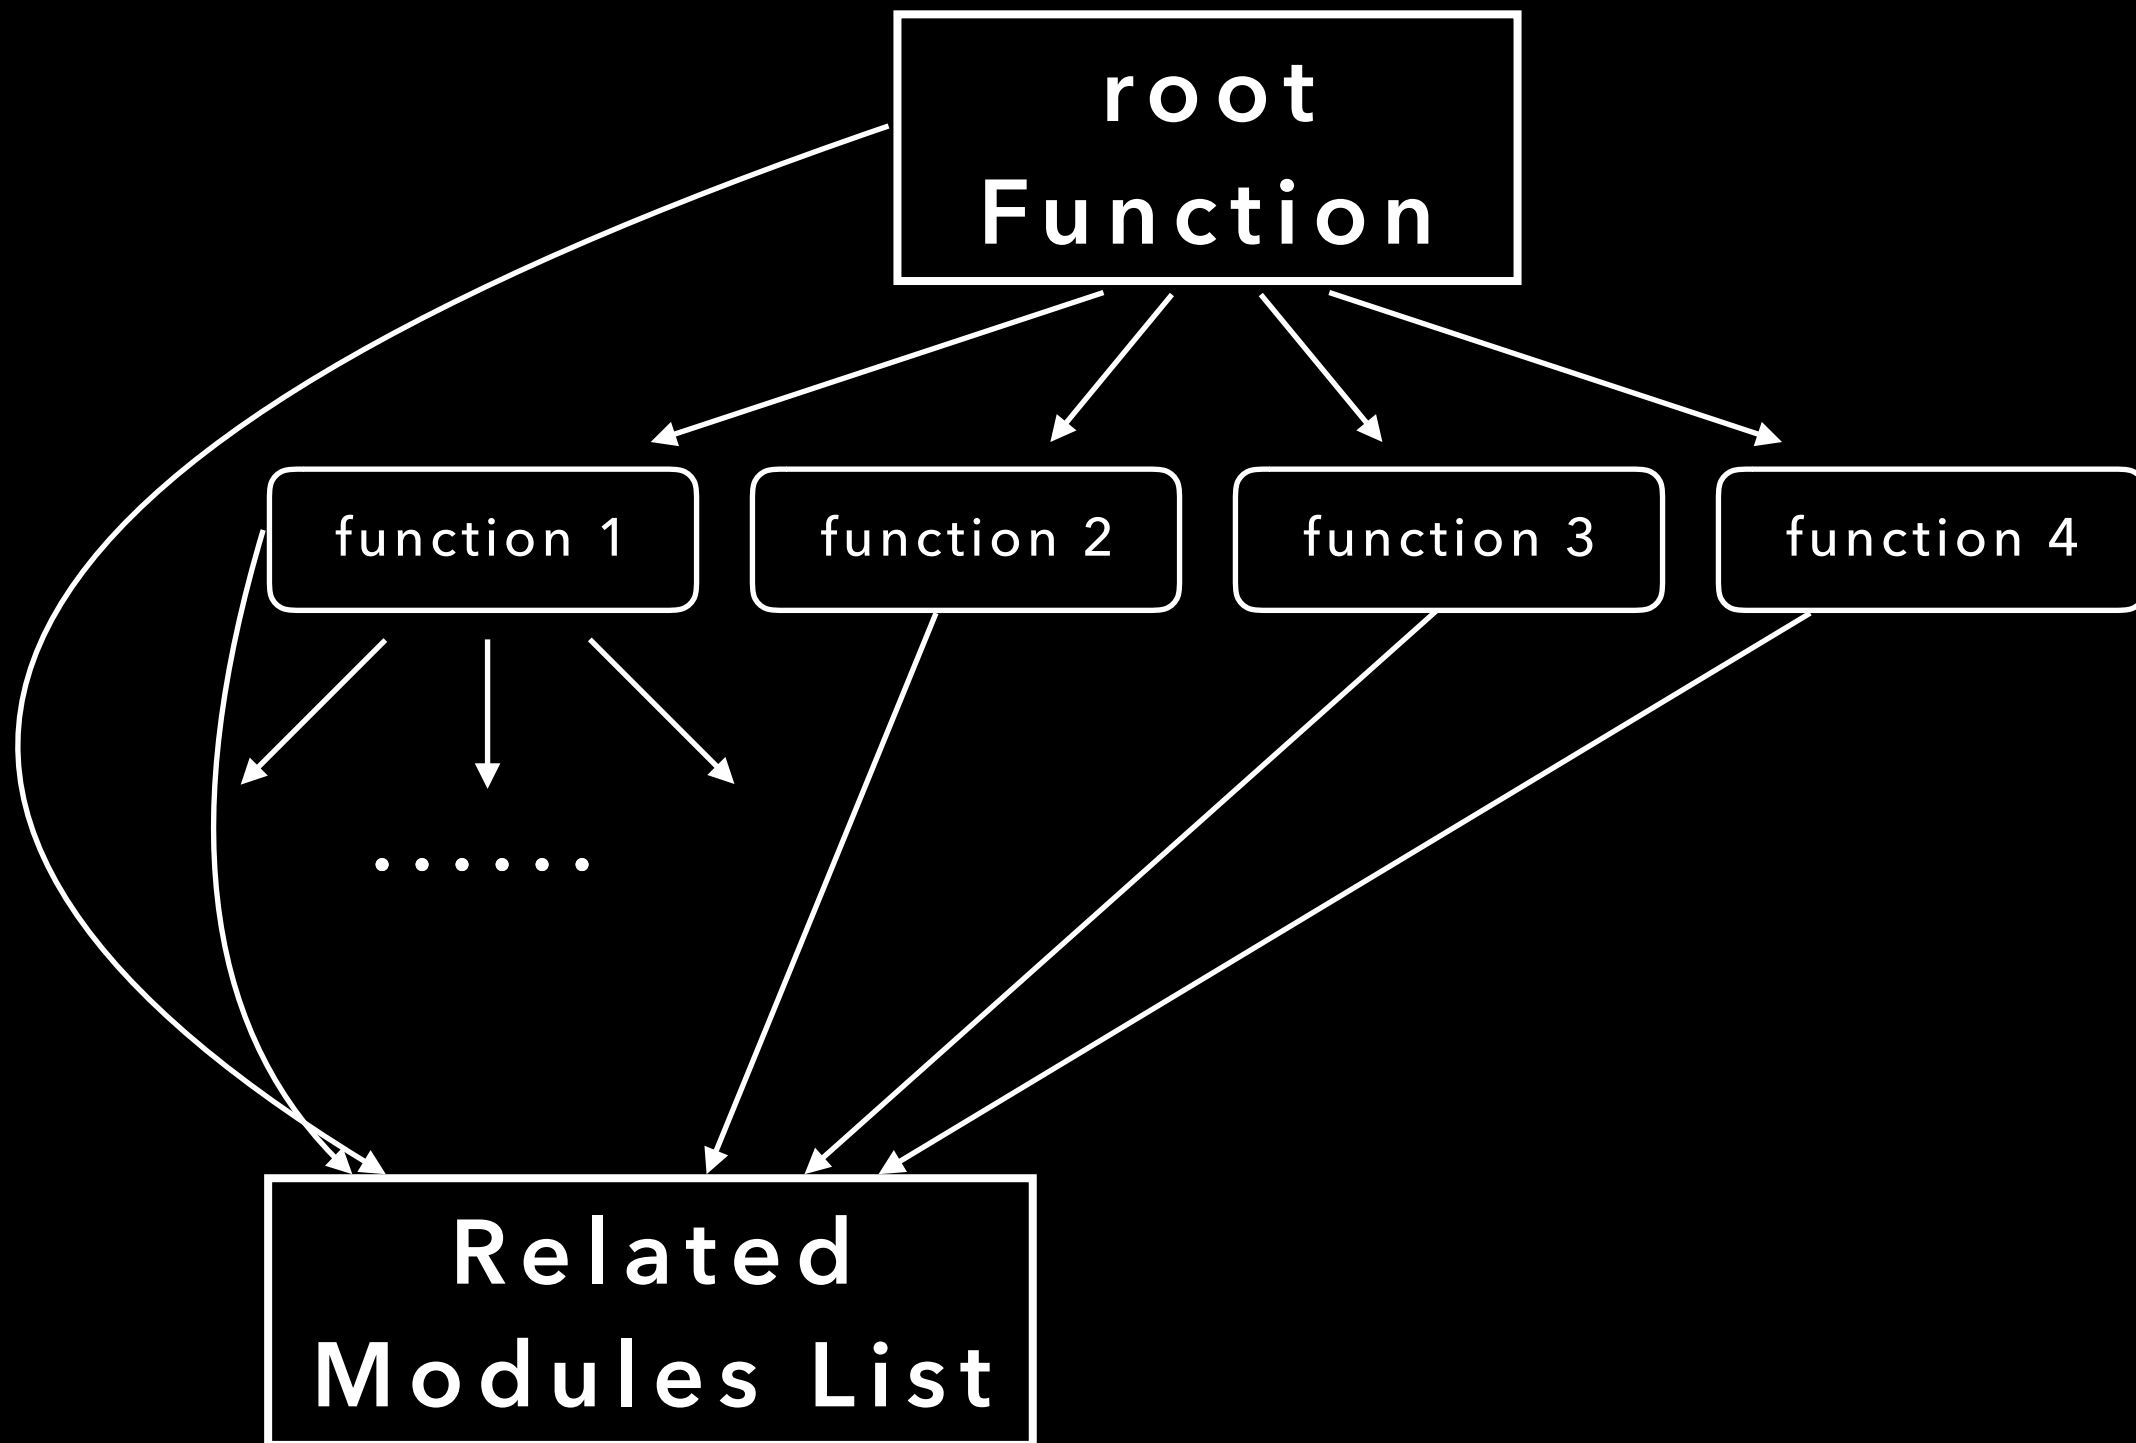 root
Function
function 1
function 2
function 3
function 4
......
Related
Modules List